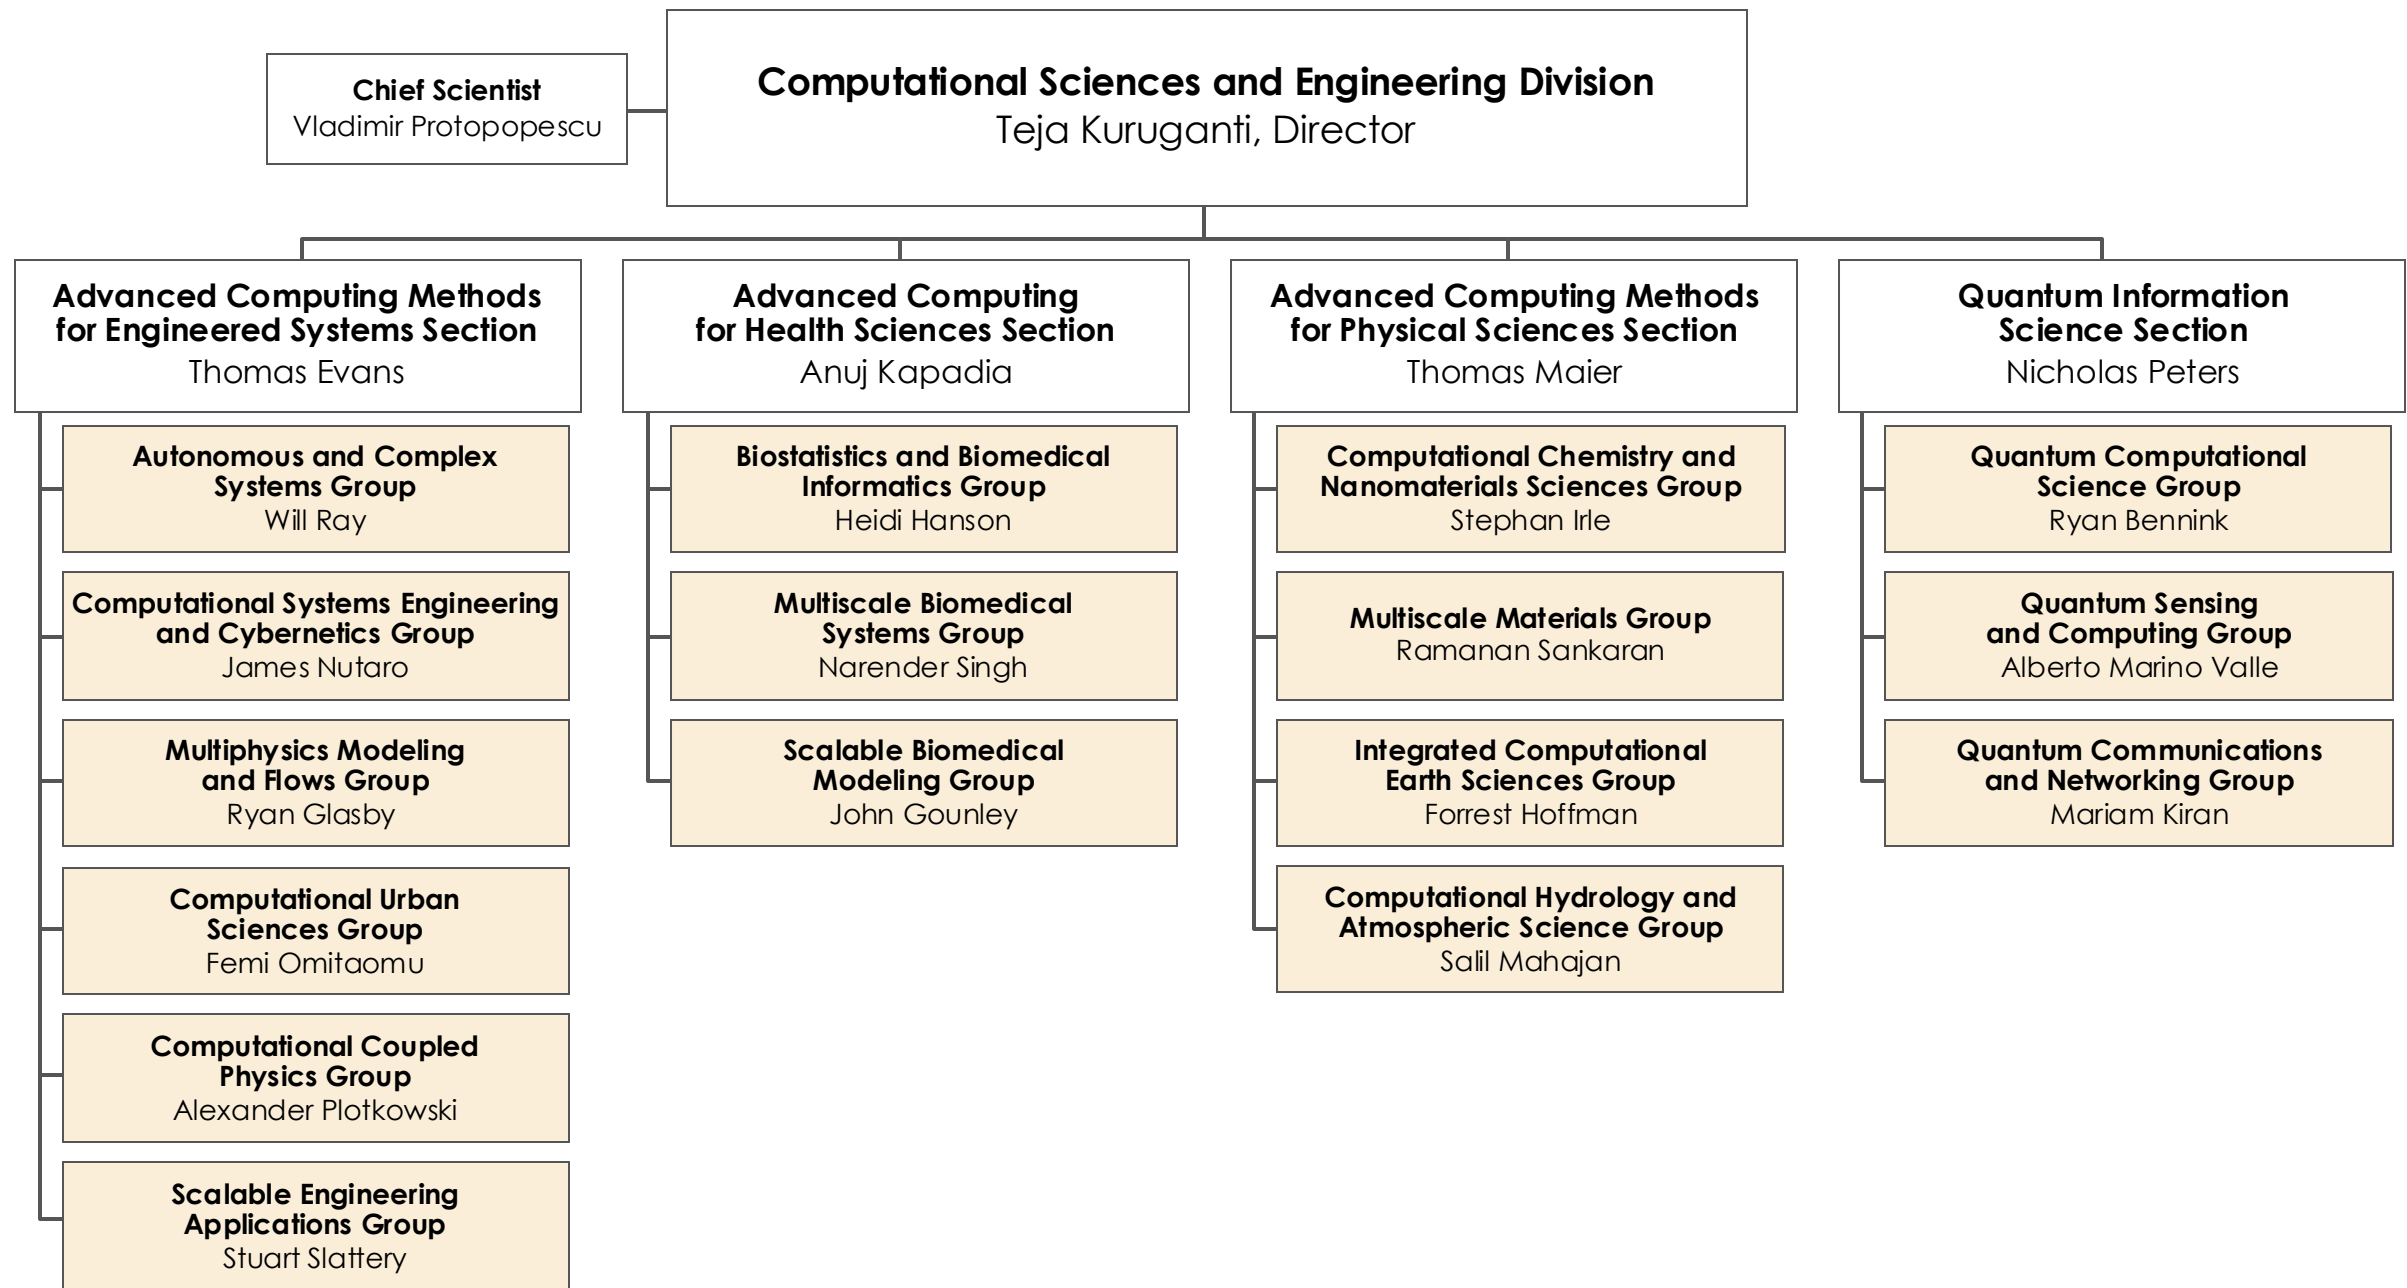 Chief Scientist
Vladimir Protopopescu
Computational Sciences and Engineering Division
Teja Kuruganti, Director
Advanced Computing Methods
for Engineered Systems Section
Thomas Evans
Autonomous and Complex
Systems Group
Will Ray
Computational Systems Engineering
and Cybernetics Group
James Nutaro
Multiphysics Modeling
and Flows Group
Ryan Glasby
Computational Urban
Sciences Group
Femi Omitaomu
Computational Coupled
Physics Group
Alexander Plotkowski
Scalable Engineering
Applications Group
Stuart Slattery
Advanced Computing
for Health Sciences Section
Anuj Kapadia
Biostatistics and Biomedical
Informatics Group
Heidi Hanson
Multiscale Biomedical
Systems Group
Narender Singh
Scalable Biomedical
Modeling Group
John Gounley
Advanced Computing Methods
for Physical Sciences Section
Thomas Maier
Computational Chemistry and
Nanomaterials Sciences Group
Stephan Irle
Multiscale Materials Group
Ramanan Sankaran
Integrated Computational
Earth Sciences Group
Forrest Hoffman
Computational Hydrology and
Atmospheric Science Group
Salil Mahajan
Quantum Information
Science Section
Nicholas Peters
Quantum Computational
Science Group
Ryan Bennink
Quantum Sensing
and Computing Group
Alberto Marino Valle
Quantum Communications
and Networking Group
Mariam Kiran